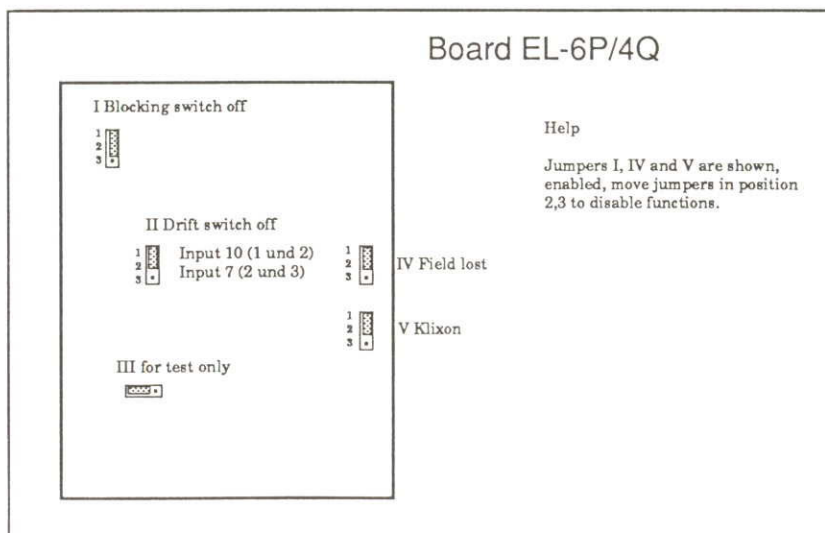 Board EL-6P/4Q
I Blocking switch off
1
2
3
Help
Jumpers I, IV and V are shown,
enabled, move jumpers in position
2,3 to disable functions.
II Drift switch off
1
2
3
Input 10 (1 und 2)
Input 7 (2 und 3)
1
2
3
IV Field lost
1
2
3
V Klixon
III for test only